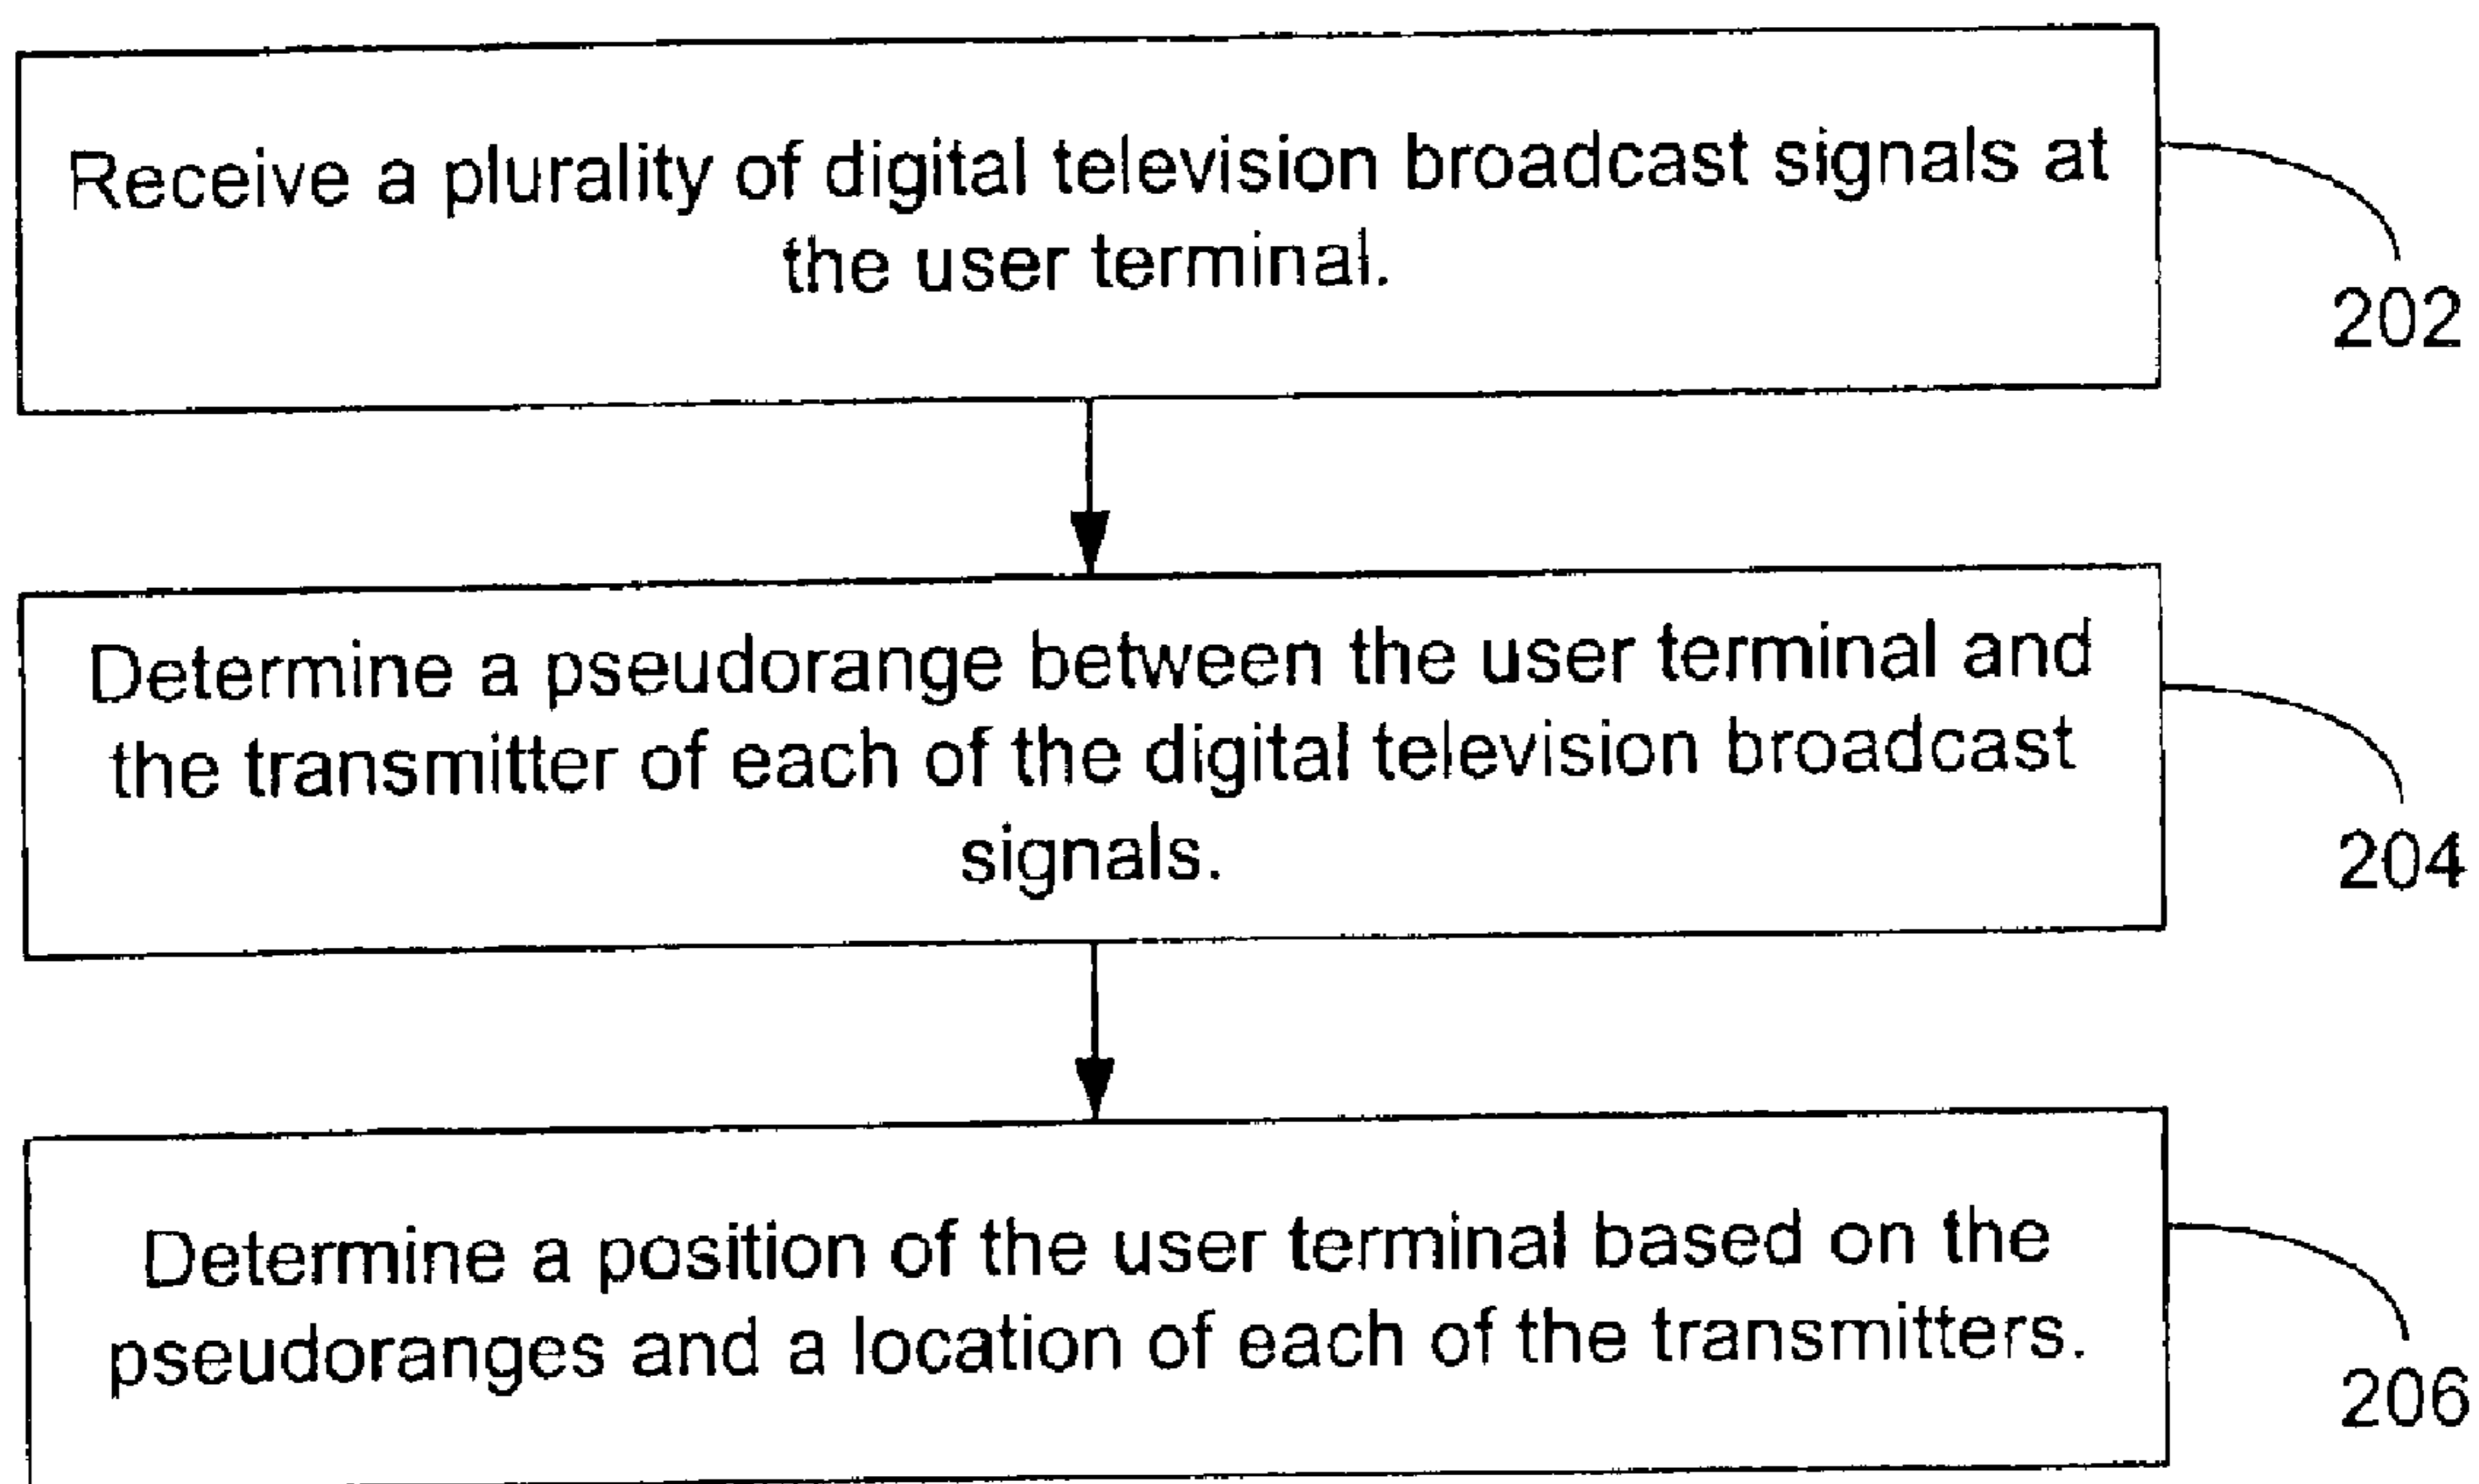 Receive a plurality of digital television broadcast signals at
the user terminal.
202
Determine a pseudorange between the user terminal and
the transmitter of each of the digital television broadcast
signals.
204
Determine a position of the user terminal based on the
pseudoranges and a location of each of the transmitters.
206